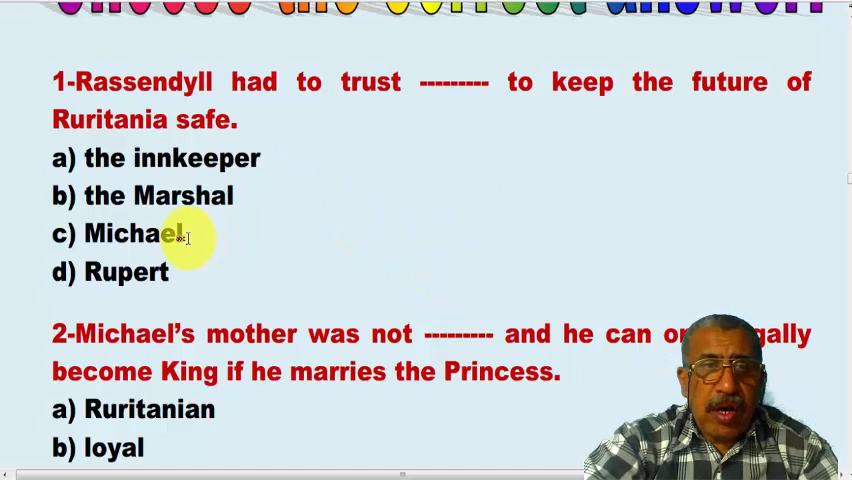 1-Rassendyll had to trust --------- to keep the future of
Ruritania safe.
a) the innkeeper
b) the Marshal
c) Michael
d) Rupert
2-Michael's mother was not --------- and he can
become King if he marries the Princess.
a) Ruritanian
b) loyal